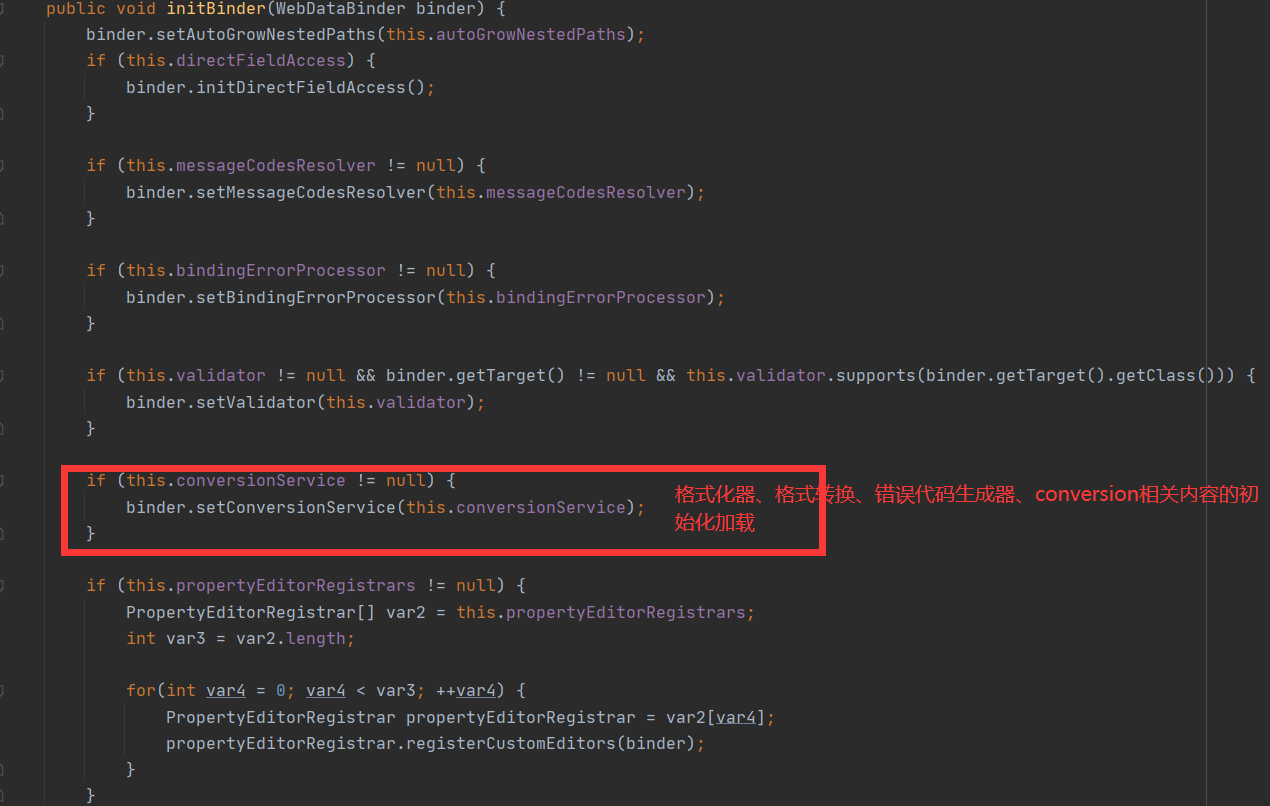 public void initBinder(WebDataBinder binder) {
binder.setAutoGrowNestedPaths(this.autoGrowNestedPaths);
if (this.directFieldAccess) {
binder.initDirectFieldAccess();
}
if (this.messageCodesResolver != null) {
binder.setMessageCodesResolver(this.messageCodesResolver);
}
if (this.bindingErrorProcessor != null) {
binder.setBindingErrorProcessor(this.bindingErrorProcessor);
}
if (this.validator != null && binder.getTarget() != null && this.validator.supports(binder.getTarget().getClass())) {
binder.setValidator(this.validator);
}
if (this.conversionService != null) {
binder.setConversionService(this.conversionService);
}
格式化器、格式转换、错误代码生成器、conversion相关内容的初
始化加载
if (this.propertyEditorRegistrars != null) {
PropertyEditorRegistrar[] var2 = this.propertyEditorRegistrars;
int var3 = var2.length;
for(int var4 = 0; var4 < var3; ++var4) {
PropertyEditorRegistrar propertyEditorRegistrar = var2[var4];
propertyEditorRegistrar.registerCustomEditors(binder);
}
}